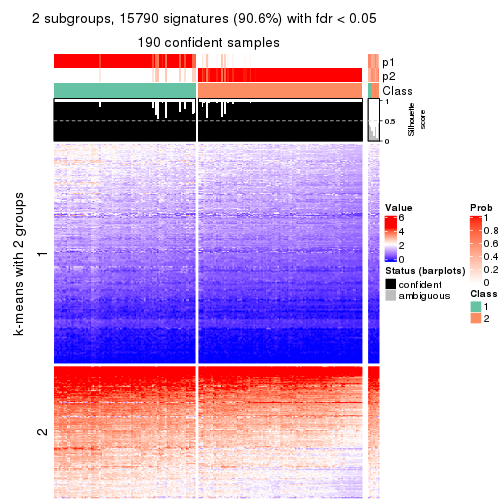 2 subgroups, 15790 signatures (90.6%) with fdr < 0.05
190 confident samples
p1
p2
Class
1
0.5
0
Silhouette
score
k-means with 2 groups
1
2
Value
6
4
2
0
Status (barplots)
confident
ambiguous
Prob
1
0.8
0.6
0.4
0.2
0
Class
1
2